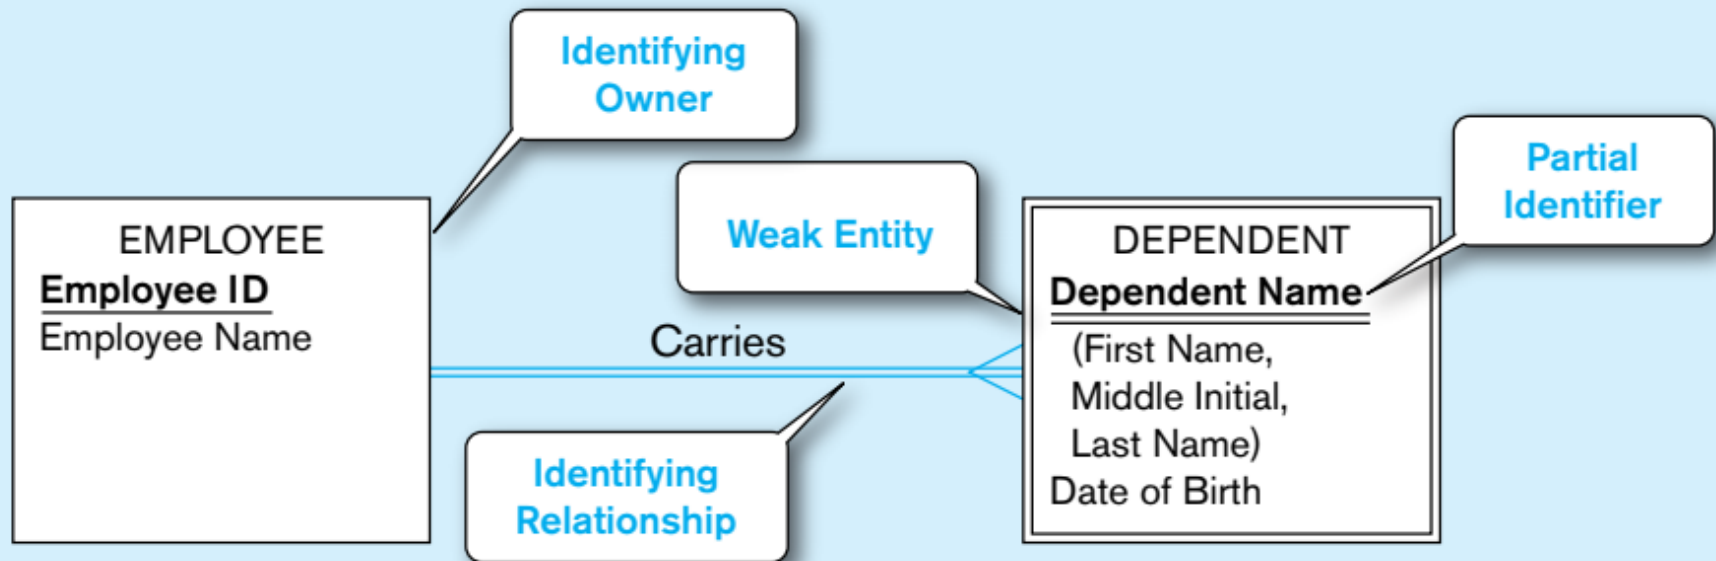 Identifying
Owner
Partial
Identifier
Weak Entity
EMPLOYEE
Employee ID
Employee Name
Carries
DEPENDENT
Dependent Name
(First Name,
Middle Initial,
Last Name)
Date of Birth
Identifying
Relationship